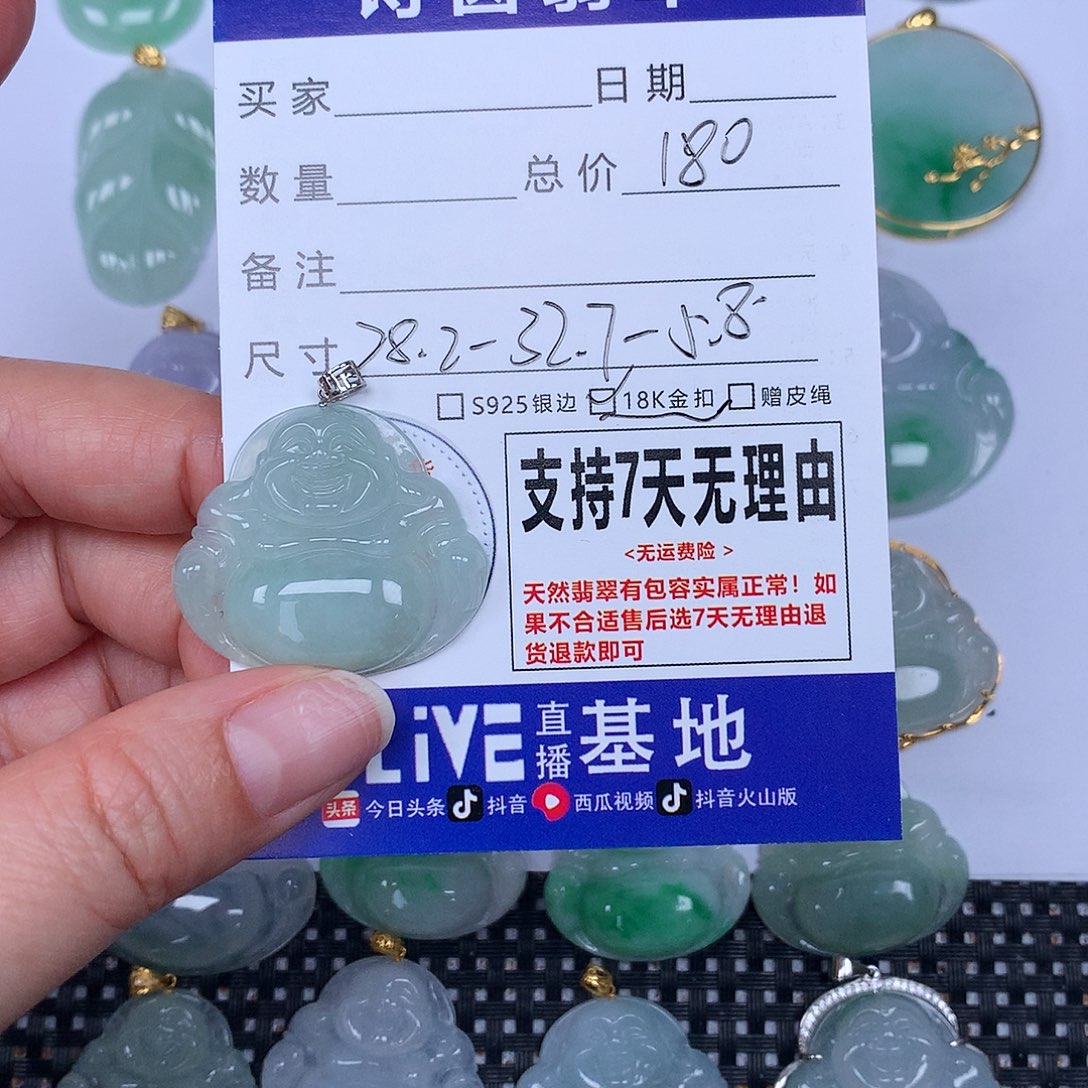 买家 日期
数量 总价 180
备注
尺寸 28.2-32.7-5.8
S925银边 18K金扣 赠皮绳
支持7天无理由
<无运费险>
天然翡翠有包容实属正常！如
果不合适售后选7天无理由退
货退款即可
LiVE 直播 基地
头条 今日头条 抖音 西瓜视频 抖音火山版